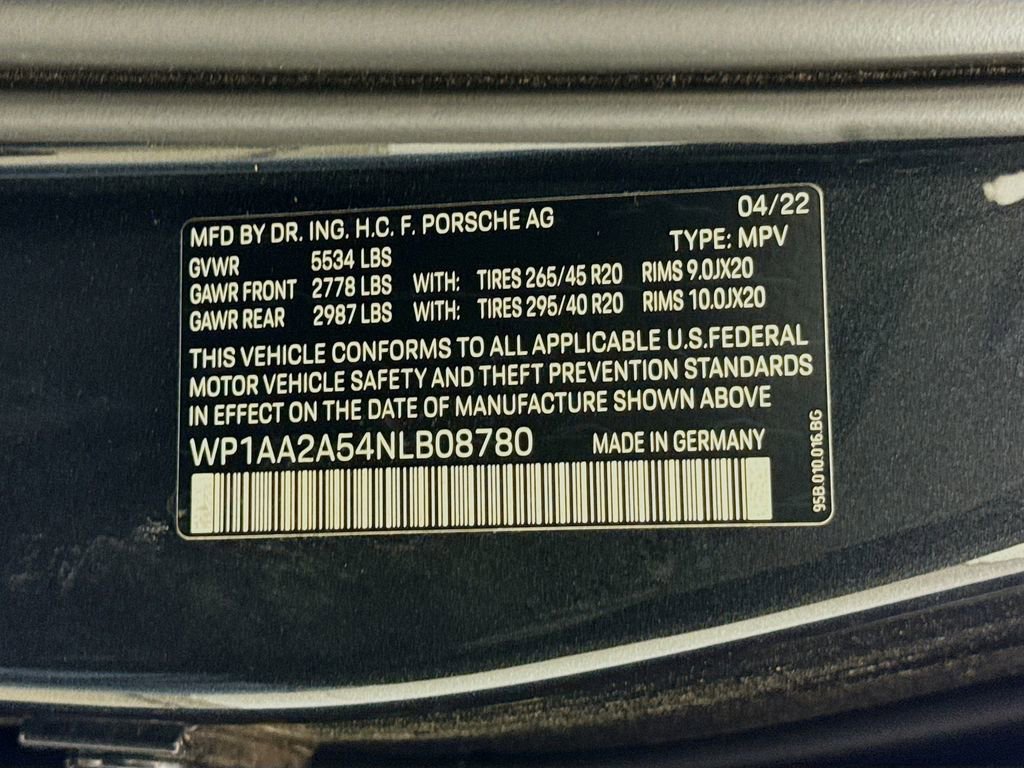 MFD BY DR. ING. H.C. F. PORSCHE AG 04/22
GVWR 5534 LBS TYPE: MPV
GAWR FRONT 2778 LBS WITH: TIRES 265/45 R20 RIMS 9.0JX20
GAWR REAR 2987 LBS WITH: TIRES 295/40 R20 RIMS 10.0JX20
THIS VEHICLE CONFORMS TO ALL APPLICABLE U.S.FEDERAL
MOTOR VEHICLE SAFETY AND THEFT PREVENTION STANDARDS
IN EFFECT ON THE DATE OF MANUFACTURE SHOWN ABOVE
WP1AA2A54NLB08780 MADE IN GERMANY
95B.010.016.BG